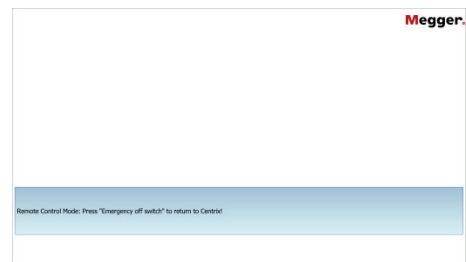 Megger.
Remote Control Mode: Press "Emergency off switch" to return to Centrix!